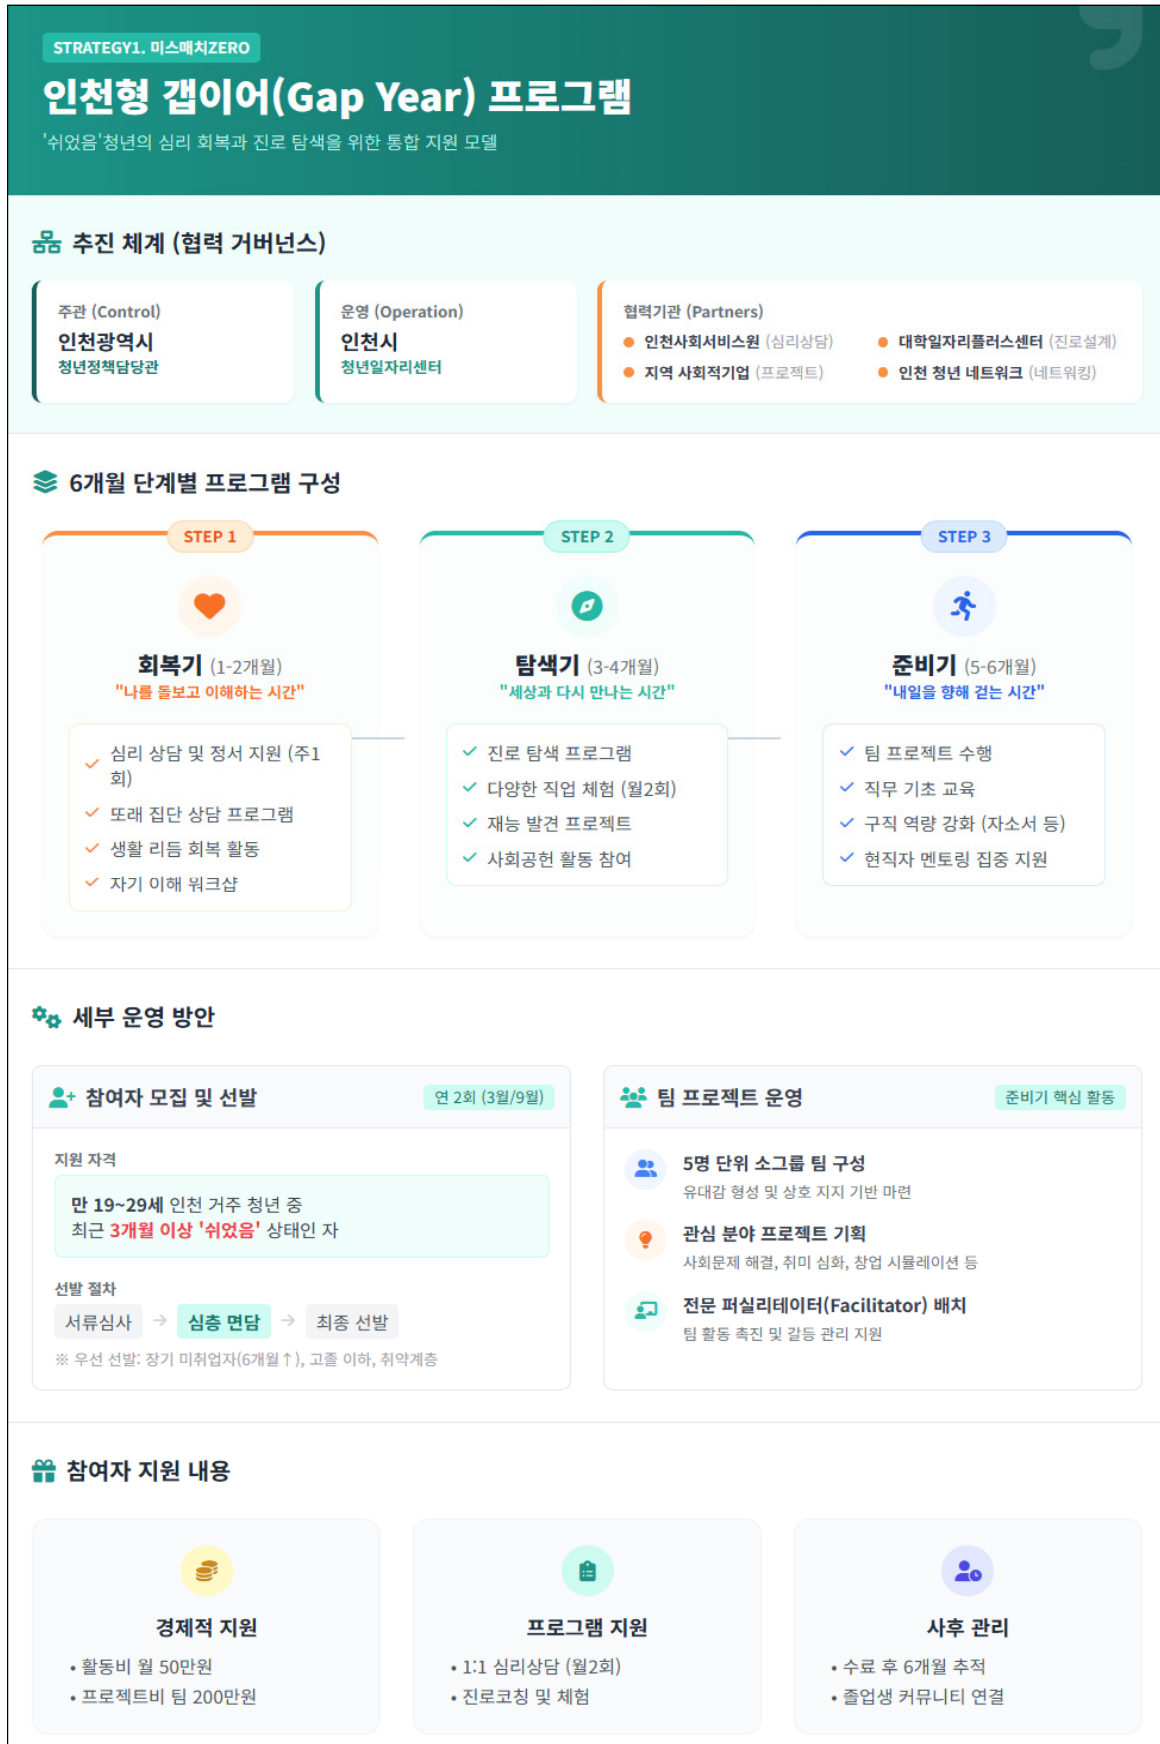 STRATEGY1. 미스매치ZERO
인천형 갭이어(Gap Year) 프로그램
'쉬었음'청년의 심리 회복과 진로 탐색을 위한 통합 지원 모델
추진 체계 (협력 거버넌스)
주관 (Control)
인천광역시
청년정책담당관
운영 (Operation)
인천시
청년일자리센터
협력기관 (Partners)
인천사회서비스원 (심리상담)
대학일자리플러스센터 (진로설계)
지역 사회적기업 (프로젝트)
인천 청년 네트워크 (네트워킹)
6개월 단계별 프로그램 구성
STEP 1
회복기 (1-2개월)
"나를 돌보고 이해하는 시간"
심리 상담 및 정서 지원 (주1
회)
또래 집단 상담 프로그램
생활 리듬 회복 활동
자기 이해 워크샵
STEP 2
탐색기 (3-4개월)
"세상과 다시 만나는 시간"
진로 탐색 프로그램
다양한 직업 체험 (월2회)
재능 발견 프로젝트
사회공헌 활동 참여
STEP 3
준비기 (5-6개월)
"내일을 향해 걷는 시간"
팀 프로젝트 수행
직무 기초 교육
구직 역량 강화 (자소서 등)
현직자 멘토링 집중 지원
세부 운영 방안
참여자 모집 및 선발
연 2회 (3월/9월)
지원 자격
만 19~29세 인천 거주 청년 중
최근 3개월 이상 '쉬었음' 상태인 자
선발 절차
서류심사 → 심층 면담 → 최종 선발
※ 우선 선발: 장기 미취업자(6개월↑), 고졸 이하, 취약계층
팀 프로젝트 운영
준비기 핵심 활동
5명 단위 소그룹 팀 구성
유대감 형성 및 상호 지지 기반 마련
관심 분야 프로젝트 기획
사회문제 해결, 취미 심화, 창업 시뮬레이션 등
전문 퍼실리테이터(Facilitator) 배치
팀 활동 촉진 및 갈등 관리 지원
참여자 지원 내용
경제적 지원
• 활동비 월 50만원
• 프로젝트비 팀 200만원
프로그램 지원
• 1:1 심리상담 (월2회)
• 진로코칭 및 체험
사후 관리
• 수료 후 6개월 추적
• 졸업생 커뮤니티 연결